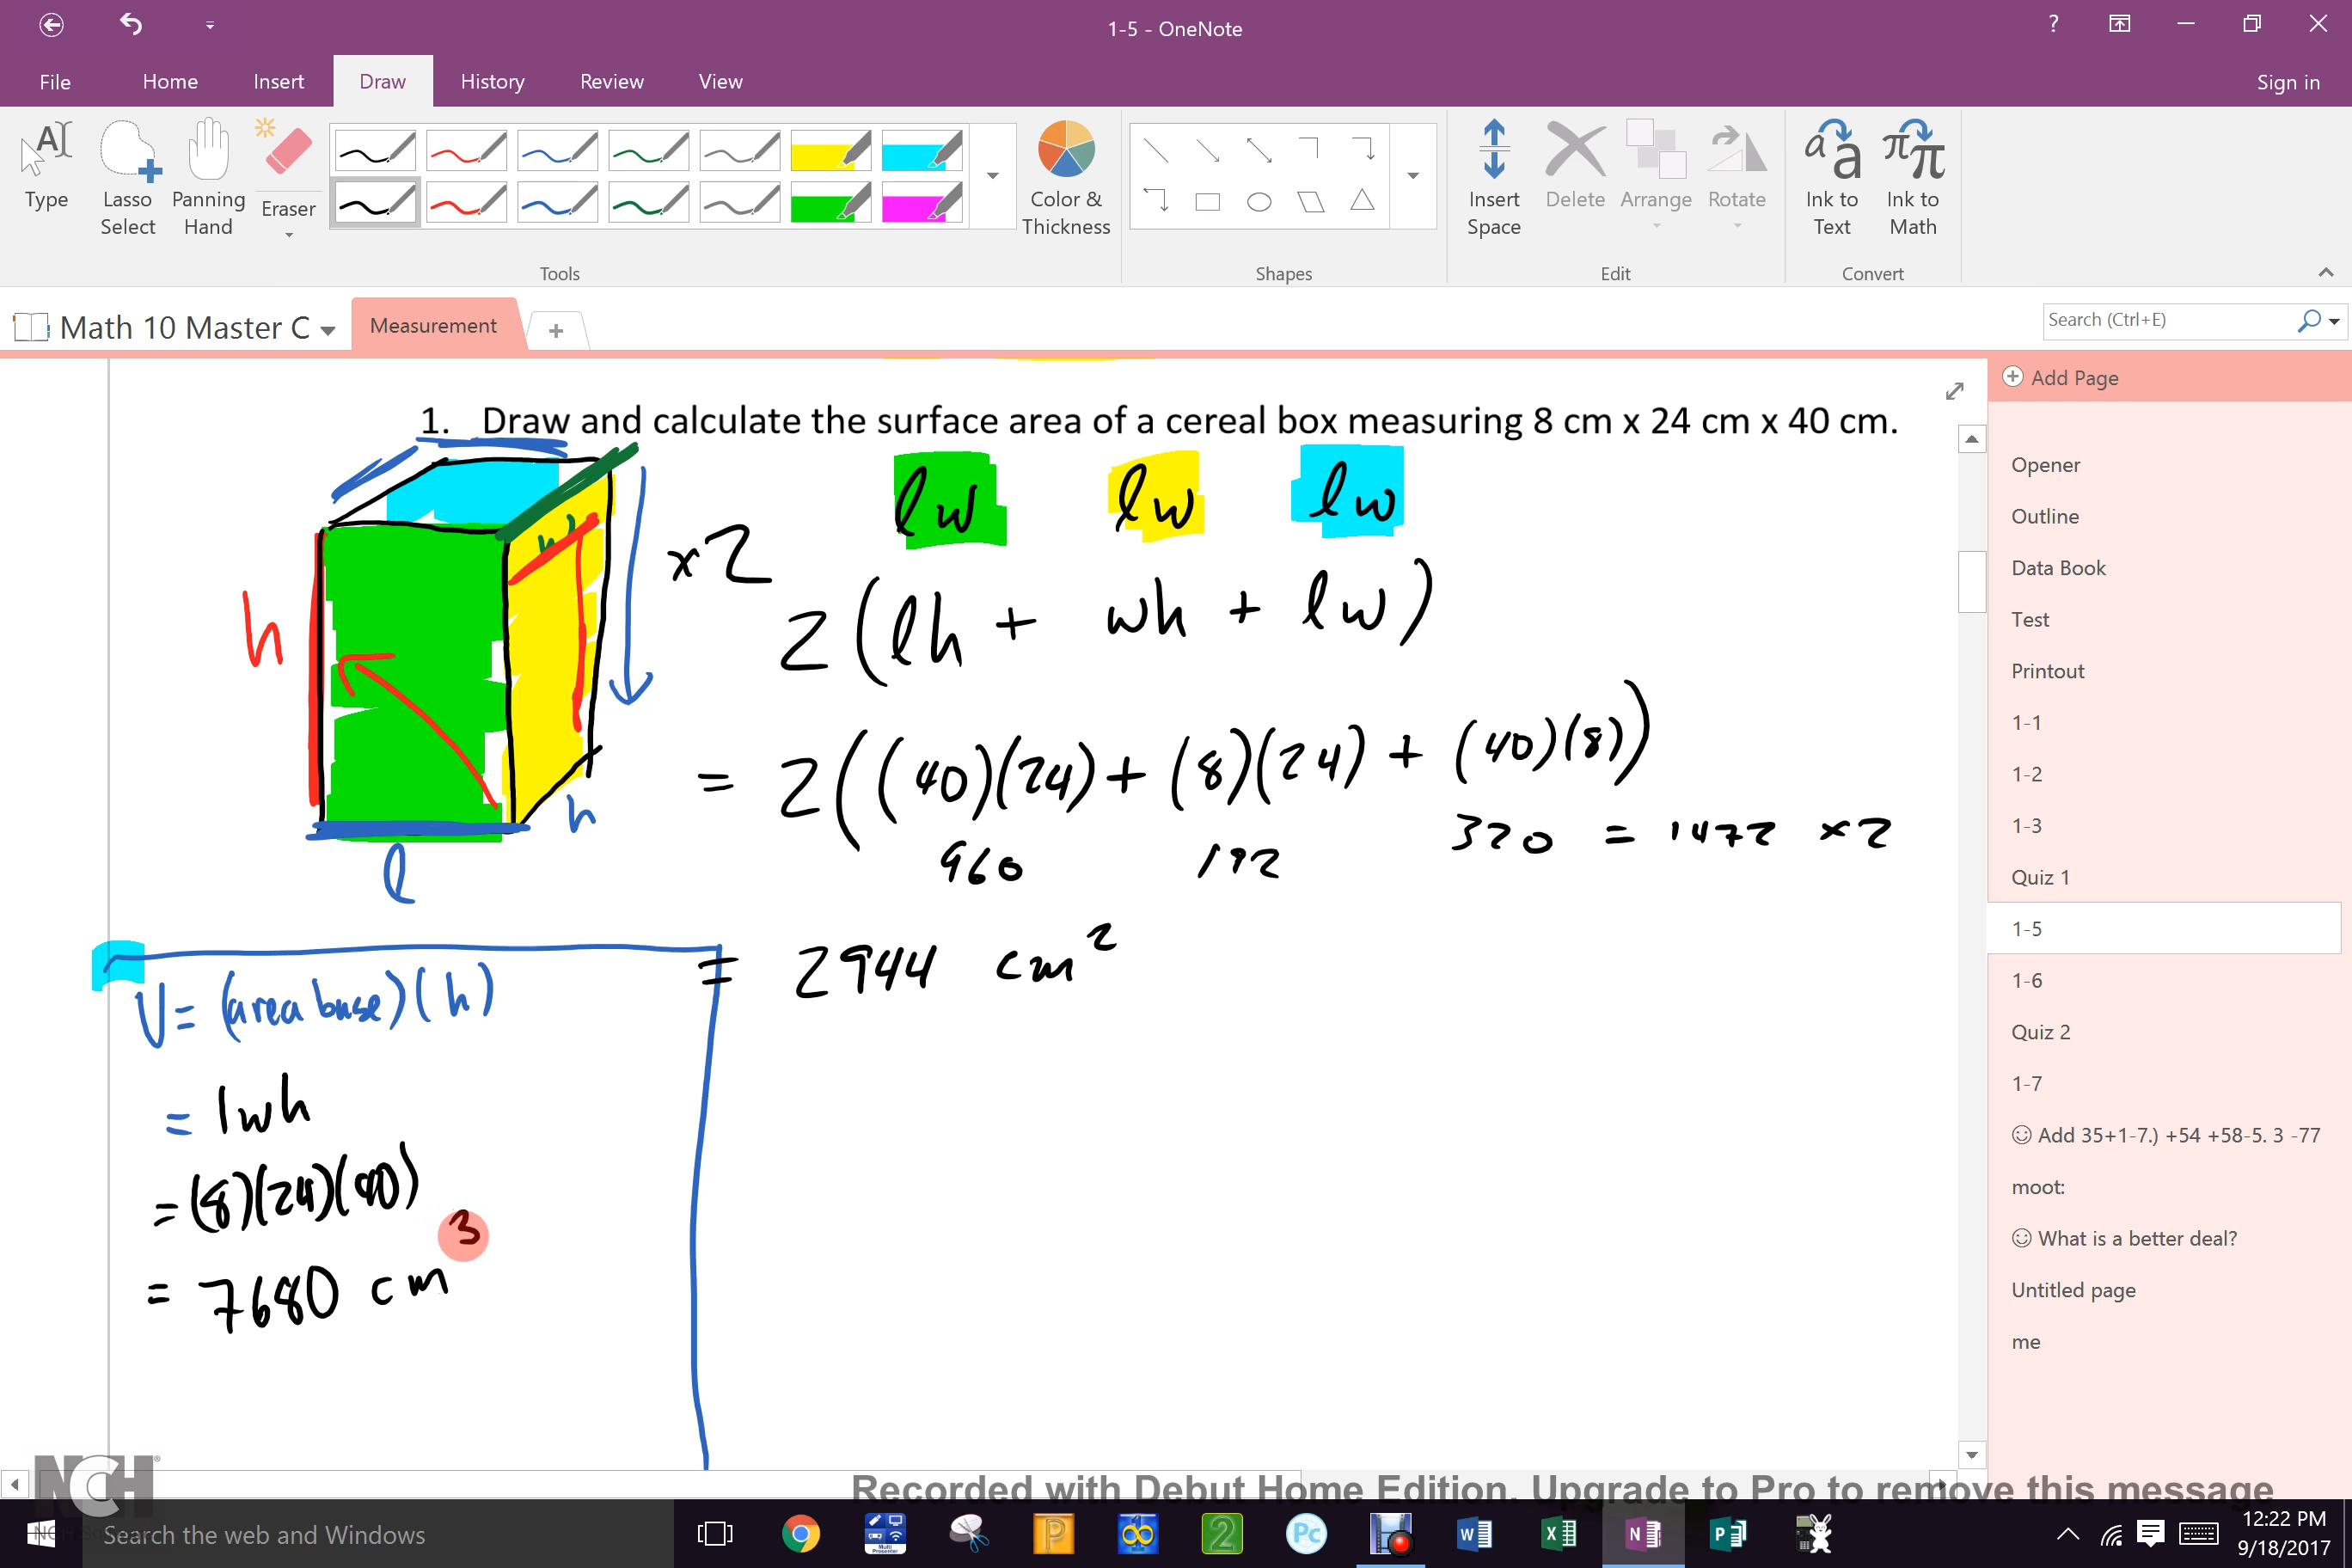 1-5 - OneNote
?
File Home Insert Draw History Review View
Sign in
Type
Lasso Select
Panning Hand
Eraser
Color & Thickness
Insert Space
Delete
Arrange
Rotate
Ink to Text
Ink to Math
Tools
Shapes
Edit
Convert
Math 10 Master C
Measurement
Search (Ctrl+E)
Add Page
Opener
Outline
Data Book
Test
Printout
1-1
1-2
1-3
Quiz 1
1-5
1-6
Quiz 2
1-7
☺ Add 35+1-7.) +54 +58-5. 3 -77
moot:
☺ What is a better deal?
Untitled page
me
1. Draw and calculate the surface area of a cereal box measuring 8 cm x 24 cm x 40 cm.
lw lw lw
w
x2
h
2(lh + wh + lw)
= 2((40)(24) + (8)(24) + (40)(8))
h
960 192 320 = 1472 x2
l
= 2944 cm²
V = (area base)(h)
= lwh
= (8)(24)(40)
= 7680 cm³
NCH
Recorded with Debut Home Edition. Upgrade to Pro to remove this message
Search the web and Windows
12:22 PM
9/18/2017